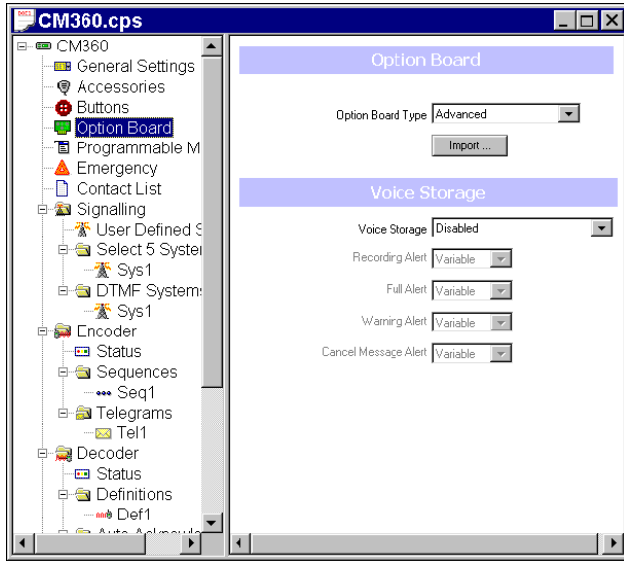 CM360.cps
CM360
General Settings
Accessories
Buttons
Option Board
Programmable M
Emergency
Contact List
Signalling
User Defined S
Select 5 System
Sys1
DTMF Systems
Sys1
Encoder
Status
Sequences
Seq1
Telegrams
Tel1
Decoder
Status
Definitions
Def1
Option Board
Option Board Type Advanced
Import ...
Voice Storage
Voice Storage Disabled
Recording Alert Variable
Full Alert Variable
Warning Alert Variable
Cancel Message Alert Variable